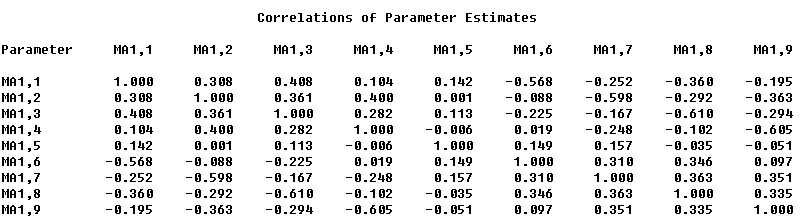 Correlations of Parameter Estimates
Parameter MA1,1 MA1,2 MA1,3 MA1,4 MA1,5 MA1,6 MA1,7 MA1,8 MA1,9
MA1,1 1.000 0.308 0.408 0.104 0.142 -0.568 -0.252 -0.360 -0.195
MA1,2 0.308 1.000 0.361 0.400 0.001 -0.088 -0.598 -0.292 -0.363
MA1,3 0.408 0.361 1.000 0.282 0.113 -0.225 -0.167 -0.610 -0.294
MA1,4 0.104 0.400 0.282 1.000 -0.006 0.019 -0.248 -0.102 -0.605
MA1,5 0.142 0.001 0.113 -0.006 1.000 0.149 0.157 -0.035 -0.051
MA1,6 -0.568 -0.088 -0.225 0.019 0.149 1.000 0.310 0.346 0.097
MA1,7 -0.252 -0.598 -0.167 -0.248 0.157 0.310 1.000 0.363 0.351
MA1,8 -0.360 -0.292 -0.610 -0.102 -0.035 0.346 0.363 1.000 0.335
MA1,9 -0.195 -0.363 -0.294 -0.605 -0.051 0.097 0.351 0.335 1.000